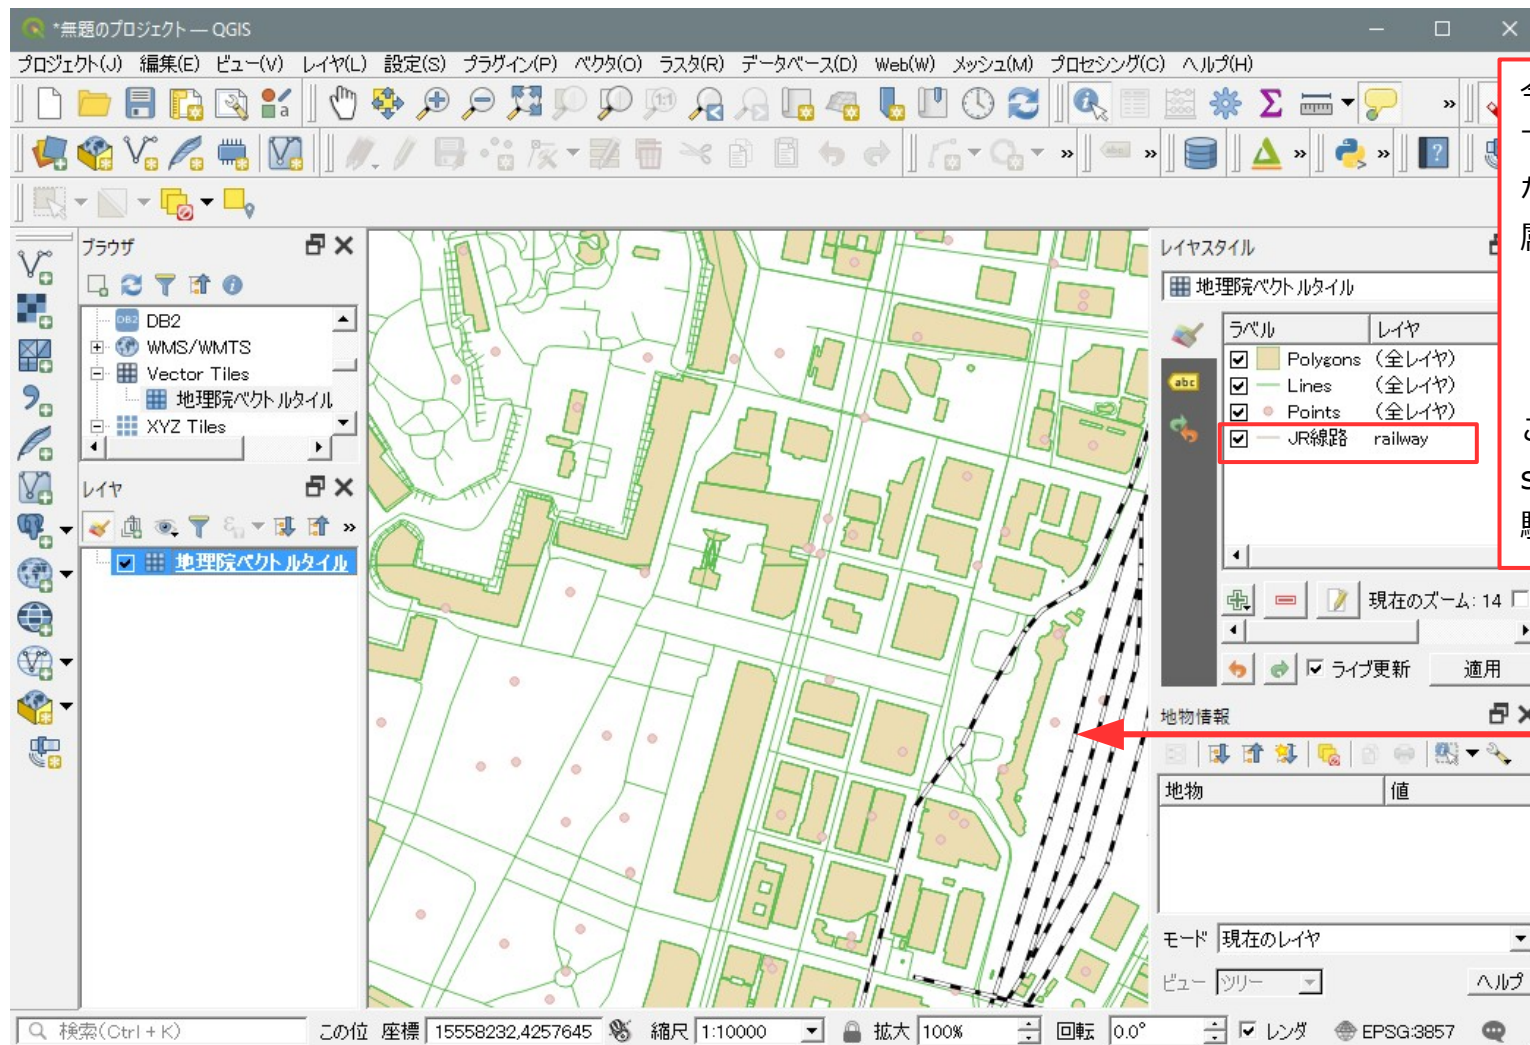 *無題のプロジェクト — QGIS
プロジェクト(J) 編集(E) ビュー(V) レイヤ(L) 設定(S) プラグイン(P) ベクタ(O) ラスタ(R) データベース(D) Web(W) メッシュ(M) プロセシング(C) ヘルプ(H)
ブラウザ
DB2
WMS/WMTS
Vector Tiles
地理院ベクトルタイル
XYZ Tiles
レイヤ
地理院ベクトルタイル
レイヤスタイル
地理院ベクトルタイル
abc
ラベル レイヤ
Polygons (全レイヤ)
Lines (全レイヤ)
Points (全レイヤ)
JR線路 railway
現在のズーム: 14
ライブ更新 適用
地物情報
地物 値
モード 現在のレイヤ
ビュー ツリー ヘルプ
検索(Ctrl+K) この位 座標 15558232,4257645 縮尺 1:10000 拡大 100% 回転 0.0° レンダ EPSG:3857